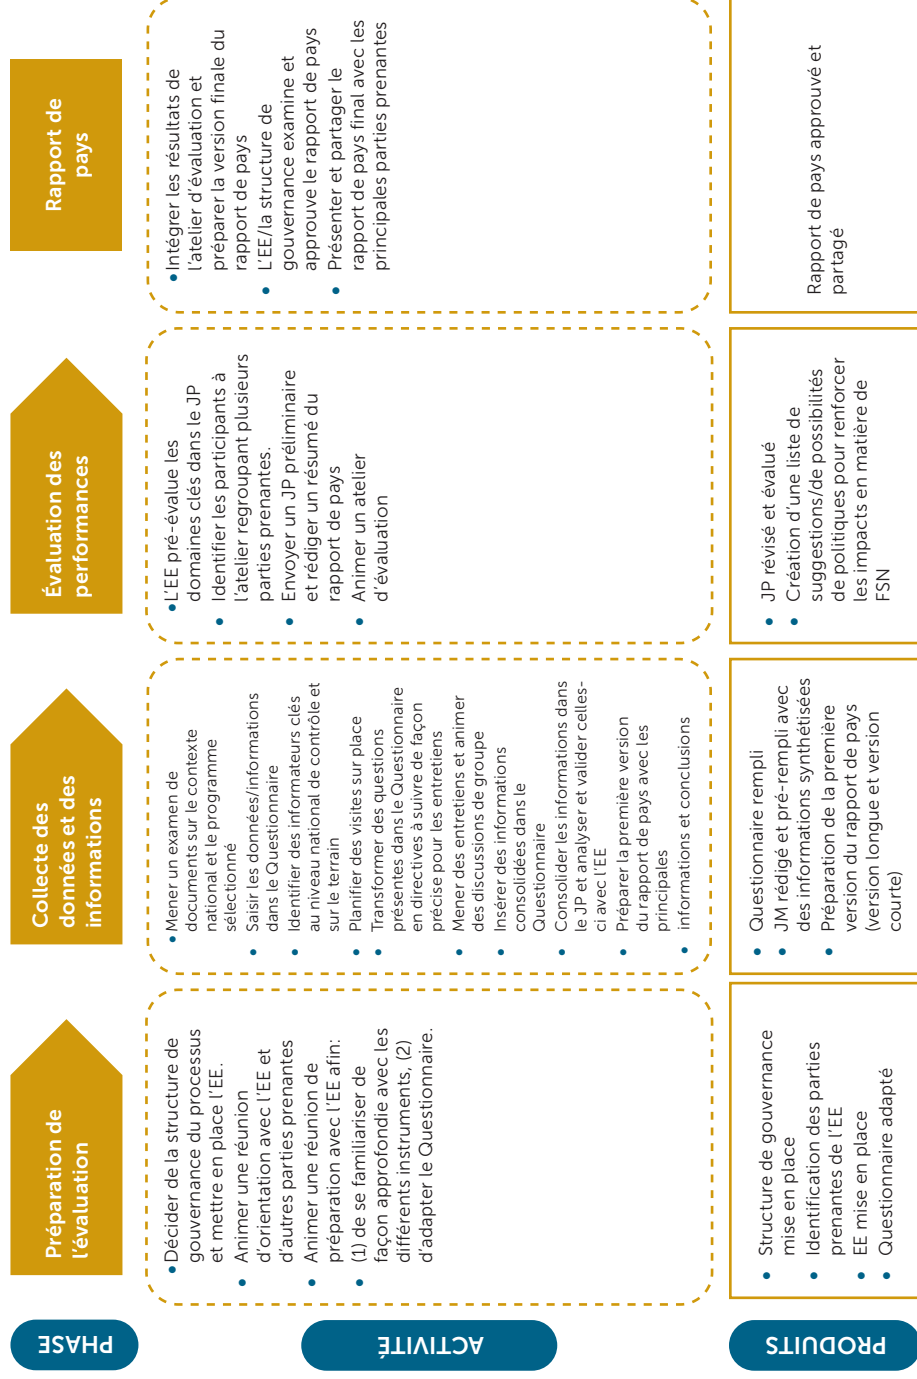 PHASE
Préparation de
l'évaluation
Collecte des
données et des
informations
Évaluation des
performances
Rapport de
pays
ACTIVITÉ
• Décider de la structure de
gouvernance du processus
et mettre en place l'EE.
• Animer une réunion
d'orientation avec l'EE et
d'autres parties prenantes
• Animer une réunion de
préparation avec l'EE afin:
• (1) de se familiariser de
façon approfondie avec les
différents instruments, (2)
d'adapter le Questionnaire.
• Mener un examen de
documents sur le contexte
national et le programme
sélectionné
• Saisir les données/informations
dans le Questionnaire
• Identifier des informateurs clés
au niveau national de contrôle et
sur le terrain
• Planifier des visites sur place
• Transformer des questions
présentes dans le Questionnaire
en directives à suivre de façon
précise pour les entretiens
• Mener des entretiens et animer
des discussions de groupe
• Insérer des informations
consolidées dans le
Questionnaire
• Consolider les informations dans
le JP et analyser et valider celles-
ci avec l'EE
• Préparer la première version
du rapport de pays avec les
principales
• informations et conclusions
• L'EE pré-évalue les
domaines clés dans le JP
• Identifier les participants à
l'atelier regroupant plusieurs
parties prenantes.
• Envoyer un JP préliminaire
et rédiger un résumé du
rapport de pays
• Animer un atelier
d'évaluation
• Intégrer les résultats de
l'atelier d'évaluation et
préparer la version finale du
rapport de pays
• L'EE/la structure de
gouvernance examine et
approuve le rapport de pays
• Présenter et partager le
rapport de pays final avec les
principales parties prenantes
PRODUITS
• Structure de gouvernance
mise en place
• Identification des parties
prenantes de l'EE
• EE mise en place
• Questionnaire adapté
• Questionnaire rempli
• JM rédigé et pré-rempli avec
des informations synthétisées
• Préparation de la première
version du rapport de pays
(version longue et version
courte)
• JP révisé et évalué
• Création d'une liste de
suggestions/de possibilités
de politiques pour renforcer
les impacts en matière de
FSN
Rapport de pays approuvé et
partagé